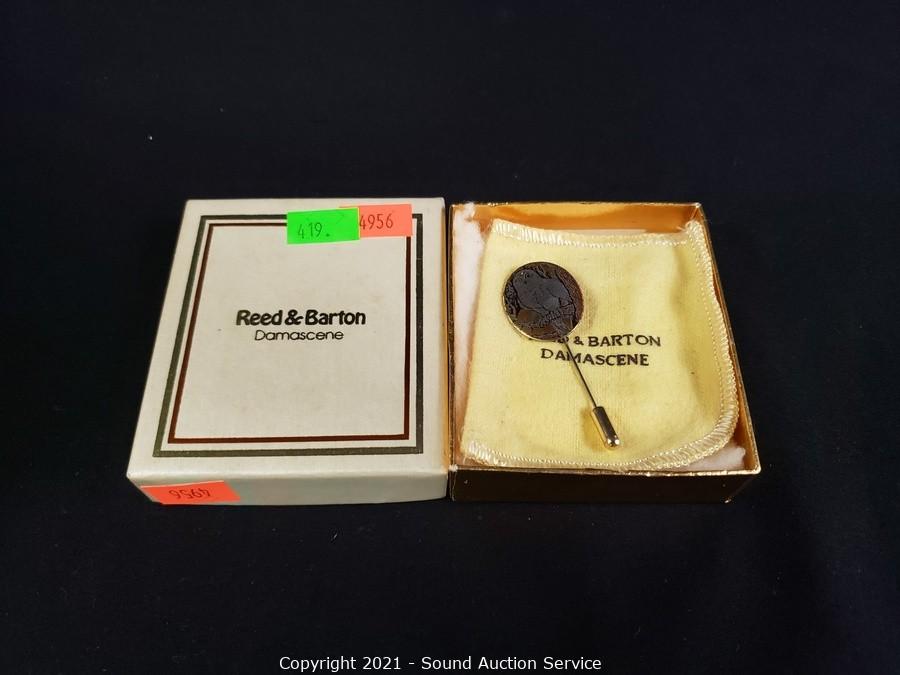 419.
4956
Reed & Barton
Damascene
& BARTON
DAMASCENE
4956
Copyright 2021 - Sound Auction Service